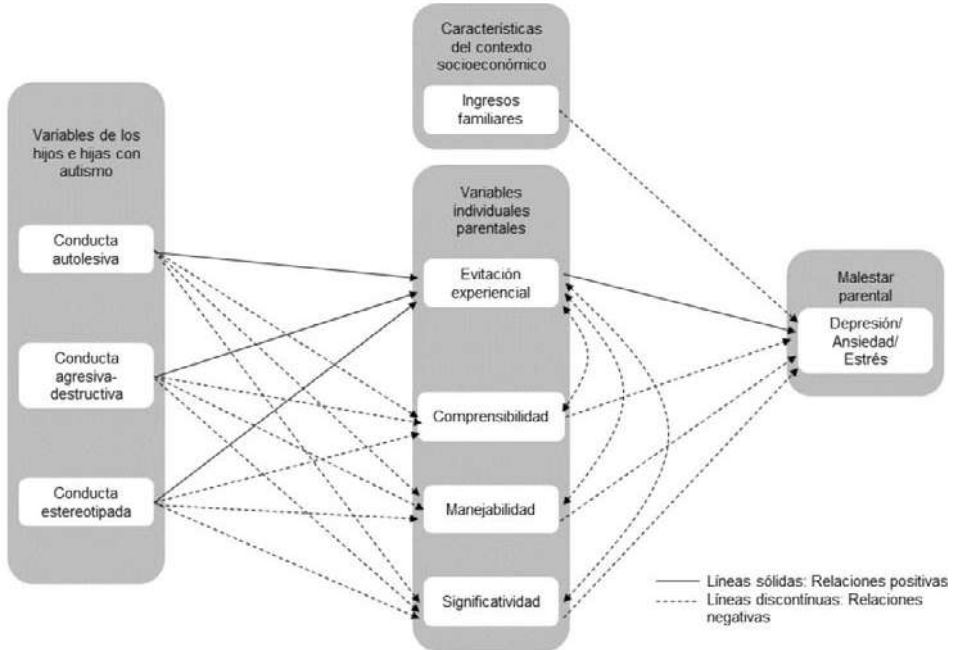 Características
del contexto
socioeconómico
Ingresos
familiares
Variables de los
hijos e hijas con
autismo
Conducta
autolesiva
Conducta
agresiva-
destructiva
Conducta
estereotipada
Variables
individuales
parentales
Evitación
experiencial
Comprensibilidad
Manejabilidad
Significatividad
Malestar
parental
Depresión/
Ansiedad/
Estrés
Líneas sólidas: Relaciones positivas
Líneas discontínuas: Relaciones
negativas